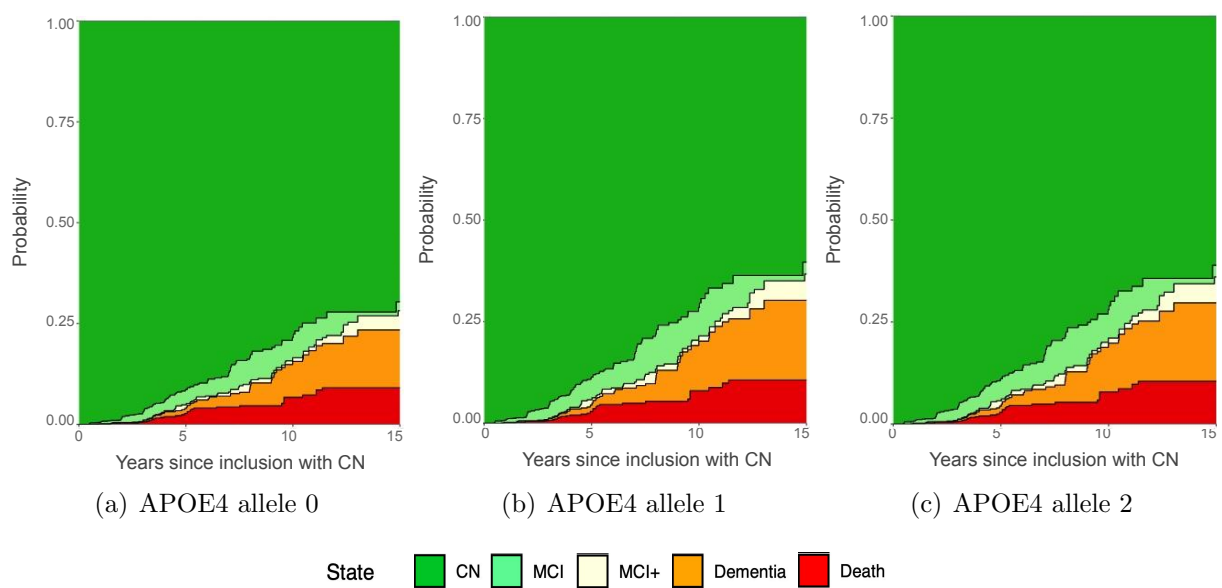 1.00
0.75
0.50
0.25
0.00
Probability
0
5
10
15
Years since inclusion with CN
(a) APOE4 allele 0
1.00
0.75
0.50
0.25
0.00
Probability
0
5
10
15
Years since inclusion with CN
(b) APOE4 allele 1
1.00
0.75
0.50
0.25
0.00
Probability
0
5
10
15
Years since inclusion with CN
(c) APOE4 allele 2
State CN MCI MCI+ Dementia Death